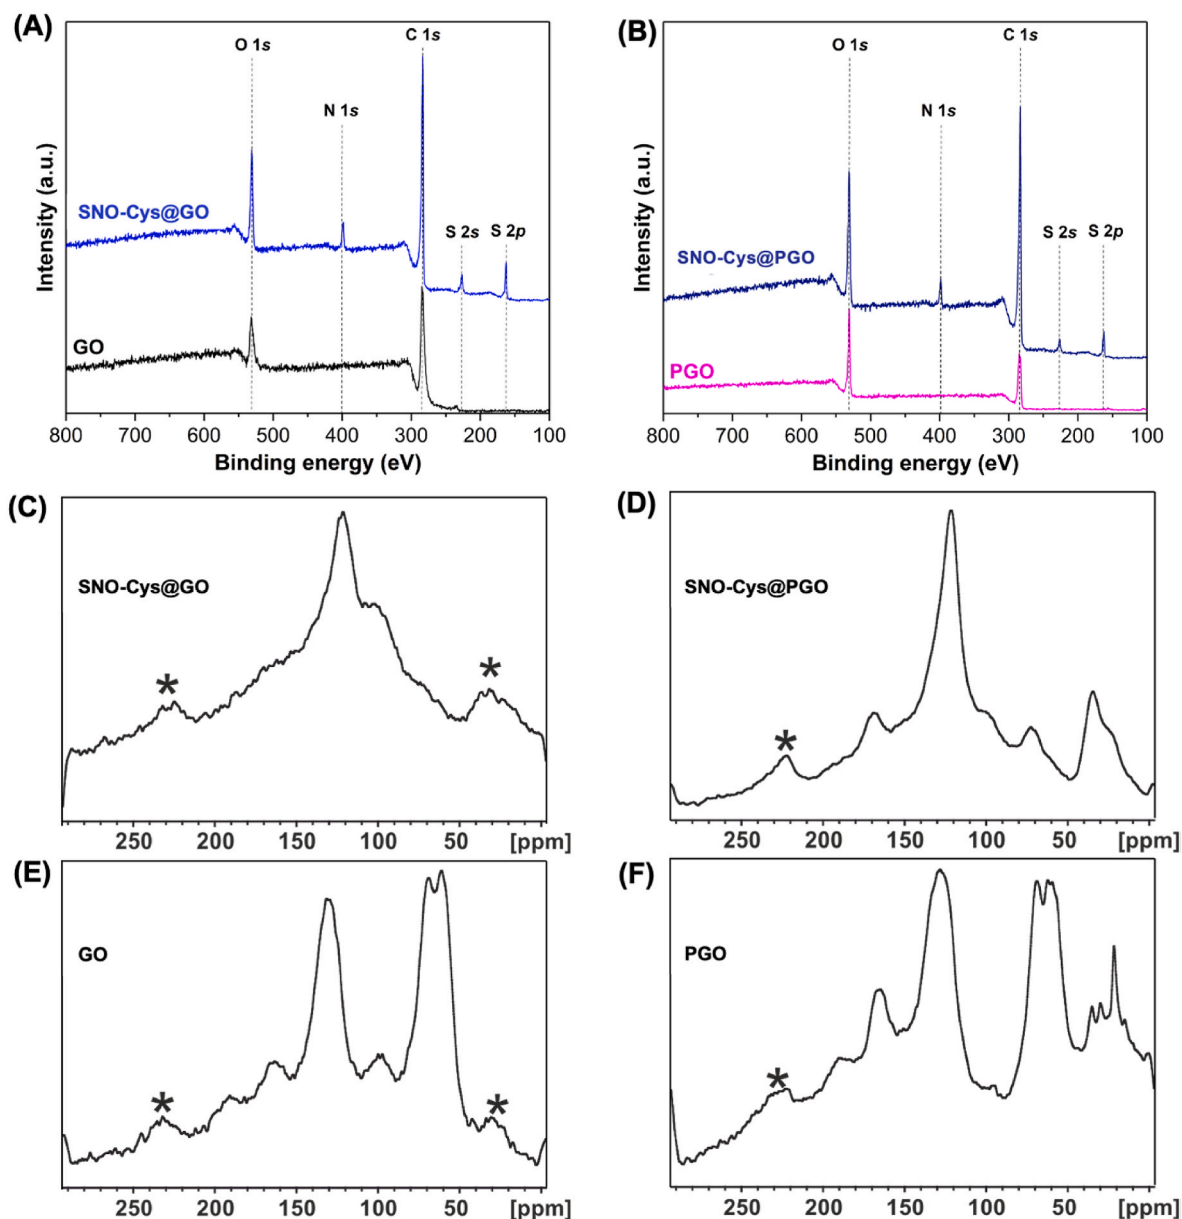 (A)
O 1s
N 1s
C 1s
S 2s
S 2p
SNO-Cys@GO
GO
Intensity (a.u.)
800 700 600 500 400 300 200 100
Binding energy (eV)
(B)
O 1s
N 1s
C 1s
S 2s
S 2p
SNO-Cys@PGO
PGO
Intensity (a.u.)
800 700 600 500 400 300 200 100
Binding energy (eV)
(C)
SNO-Cys@GO
*
*
250 200 150 100 50 [ppm]
(D)
SNO-Cys@PGO
*
250 200 150 100 50 [ppm]
(E)
GO
*
*
250 200 150 100 50 [ppm]
(F)
PGO
*
250 200 150 100 50 [ppm]